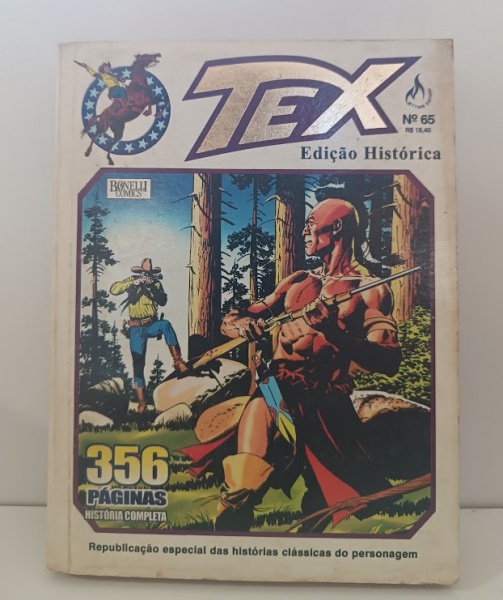 TEX
Nº 65
R$ 16,40
Edição Histórica
BONELLI
COMICS
356
PÁGINAS
HISTÓRIA COMPLETA
Republicação especial das histórias clássicas do personagem